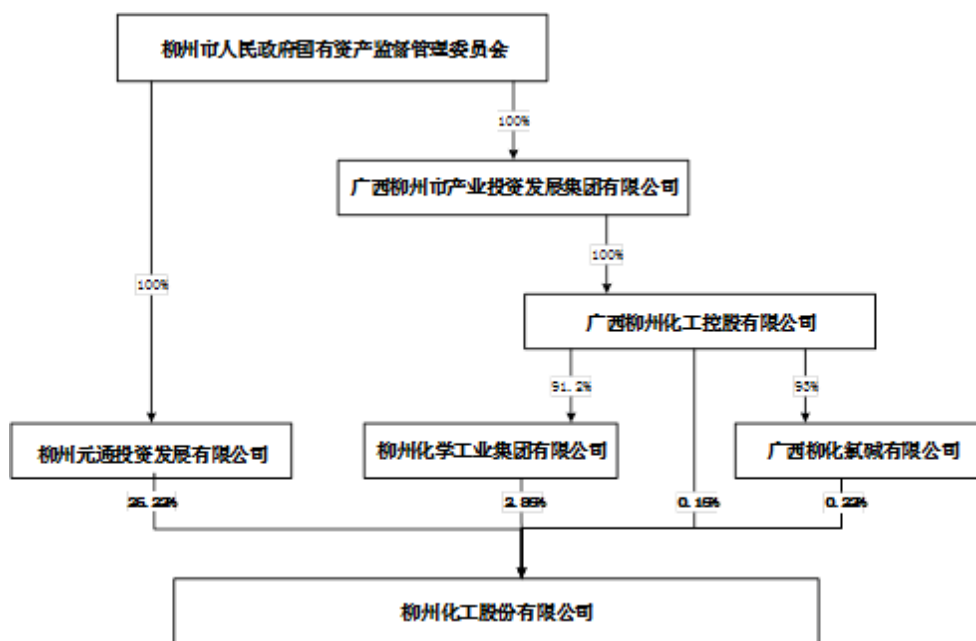 柳州市人民政府国有资产监督管理委员会
100%
广西柳州市产业投资发展集团有限公司
100%
100%
广西柳州化工控股有限公司
91.2%
93%
柳州元通投资发展有限公司
柳州化学工业集团有限公司
广西柳化氯碱有限公司
26.22%
0.22%
柳州化工股份有限公司